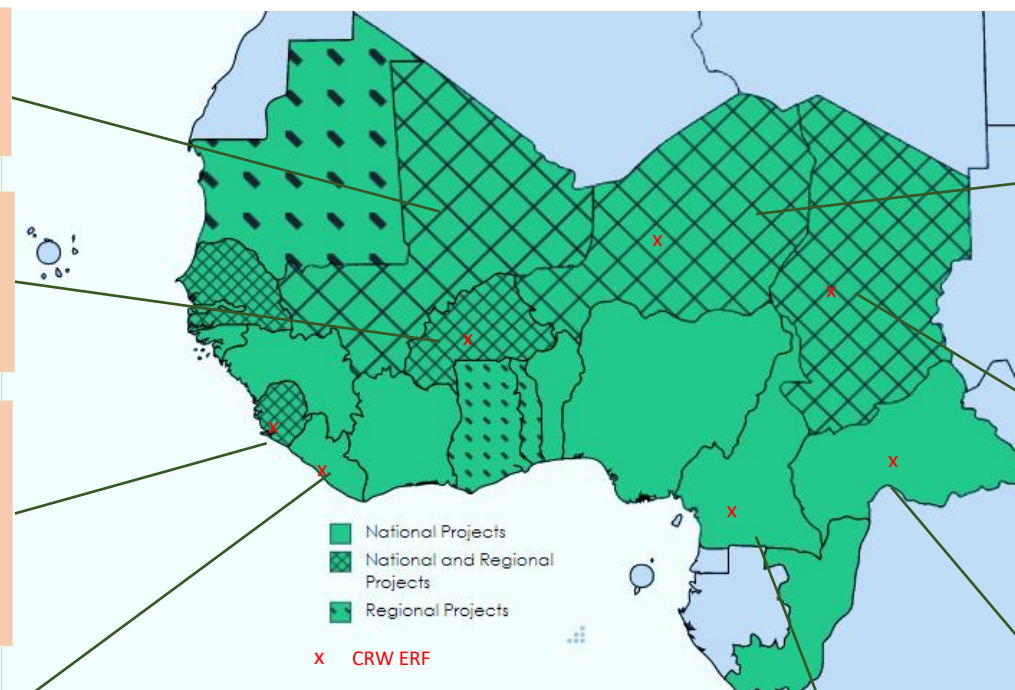 x
x
x
x
x
x
x
National Projects
National and Regional
Projects
Regional Projects
x CRW ERF